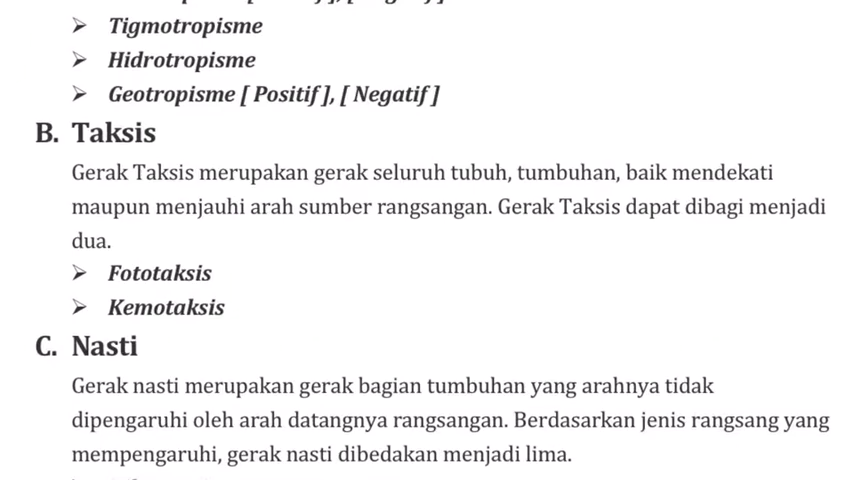 ➢ Tigmotropisme
➢ Hidrotropisme
➢ Geotropisme [ Positif ], [ Negatif ]
B. Taksis
Gerak Taksis merupakan gerak seluruh tubuh, tumbuhan, baik mendekati
maupun menjauhi arah sumber rangsangan. Gerak Taksis dapat dibagi menjadi
dua.
➢ Fototaksis
➢ Kemotaksis
C. Nasti
Gerak nasti merupakan gerak bagian tumbuhan yang arahnya tidak
dipengaruhi oleh arah datangnya rangsangan. Berdasarkan jenis rangsang yang
mempengaruhi, gerak nasti dibedakan menjadi lima.